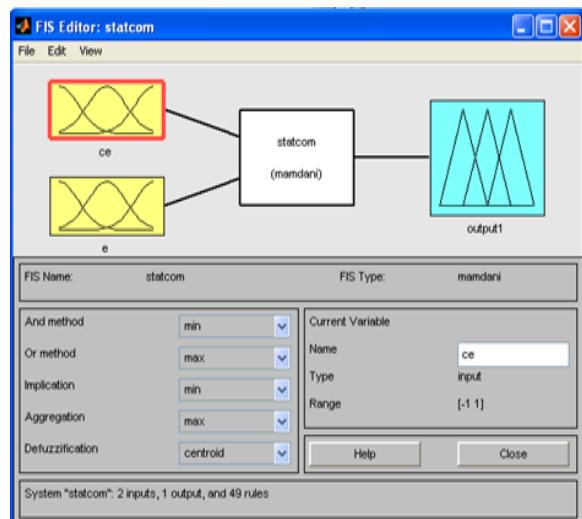 FIS Editor: statcom
File Edit View
ce
e
statcom
(mamdani)
output1
FIS Name: statcom FIS Type: mamdani
And method min
Or method max
Implication min
Aggregation max
Defuzzification centroid
Current Variable
Name ce
Type input
Range [-1 1]
Help Close
System "statcom": 2 inputs, 1 output, and 49 rules